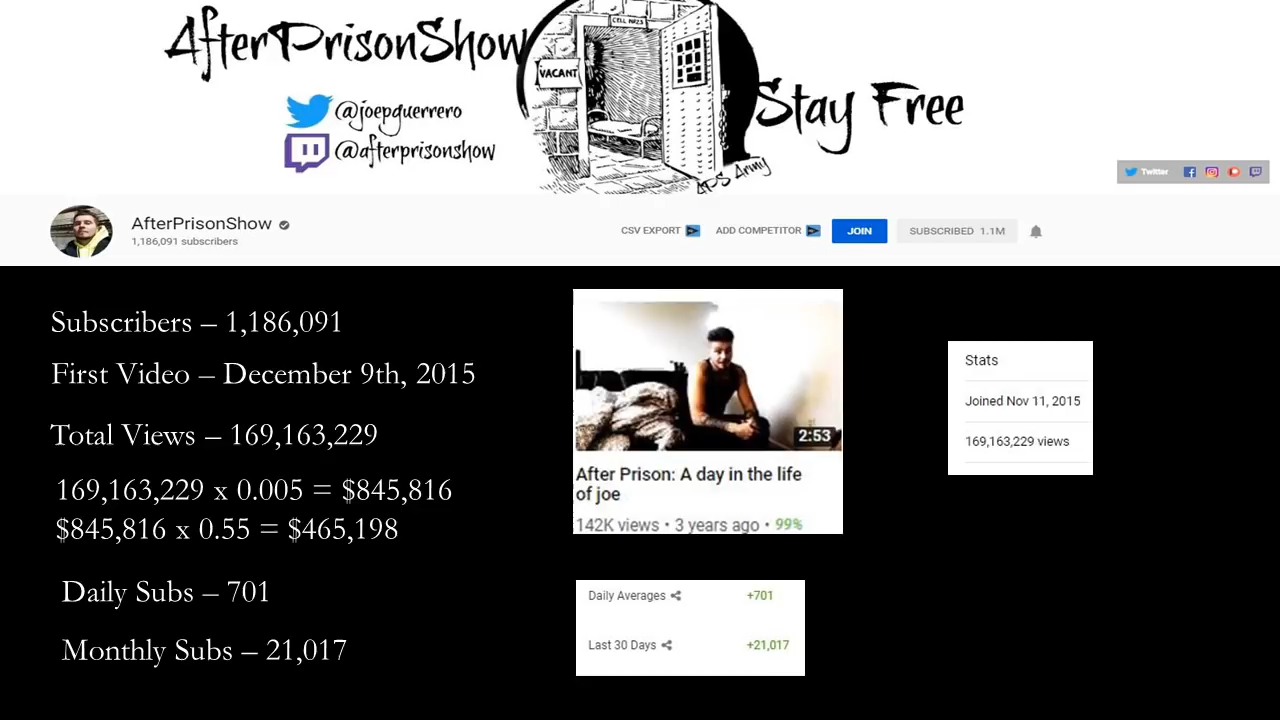 AfterPrisonShow
CELL NR23
VACANT
@joepguerrero
@afterprisonshow
Stay Free
APS Army
Twitter
AfterPrisonShow
1,186,091 subscribers
CSV EXPORT
ADD COMPETITOR
JOIN
SUBSCRIBED 1.1M
Subscribers – 1,186,091
First Video – December 9th, 2015
Total Views – 169,163,229
169,163,229 x 0.005 = $845,816
$845,816 x 0.55 = $465,198
Daily Subs – 701
Monthly Subs – 21,017
2:53
After Prison: A day in the life
of joe
142K views • 3 years ago • 99%
Daily Averages +701
Last 30 Days +21,017
Stats
Joined Nov 11, 2015
169,163,229 views